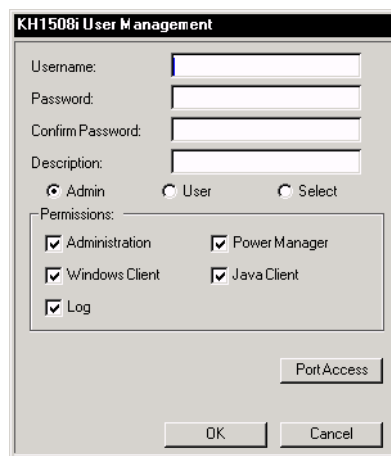 KH1508i User Management
Username:
Password:
Confirm Password:
Description:
Admin User Select
Permissions:
Administration Power Manager
Windows Client Java Client
Log
Port Access
OK Cancel